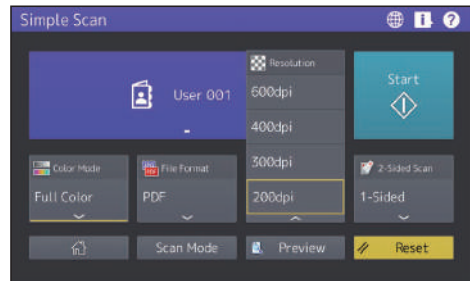 Simple Scan
User 001
Resolution
600dpi
400dpi
300dpi
200dpi
Start
Color Mode
Full Color
File Format
PDF
2-Sided Scan
1-Sided
Scan Mode
Preview
Reset